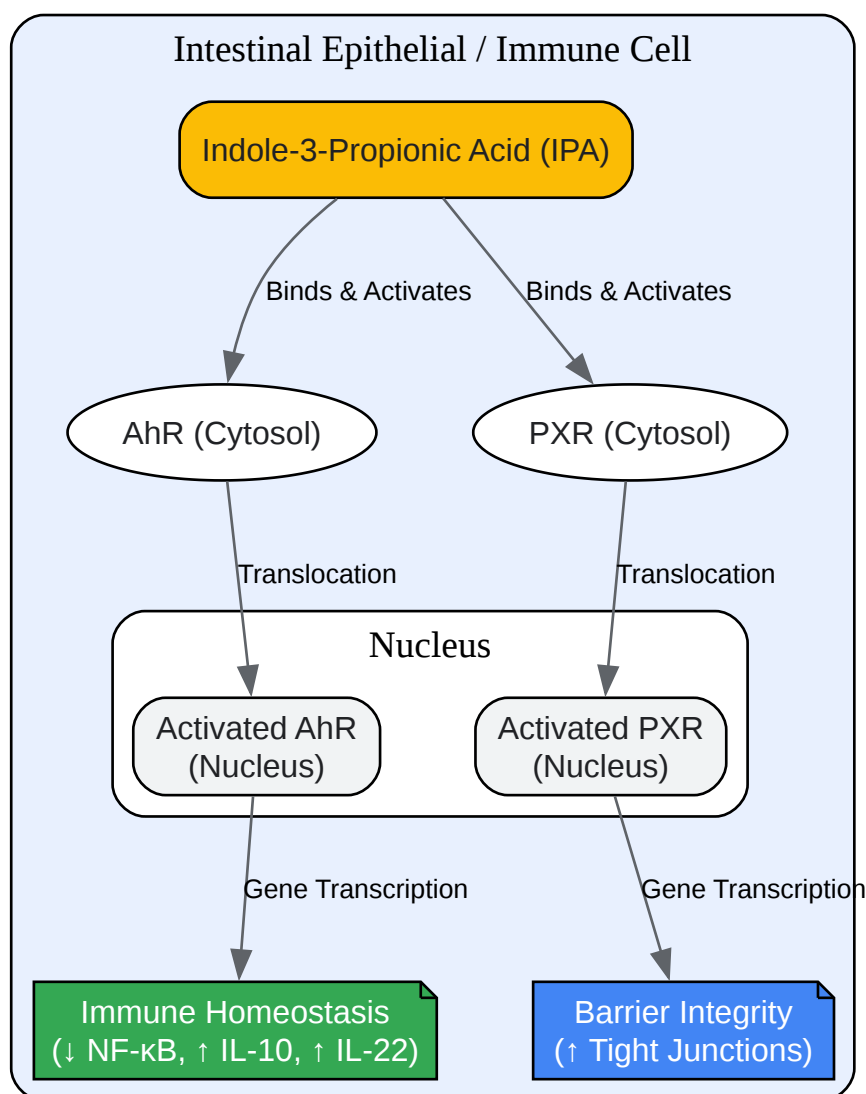 Intestinal Epithelial / Immune Cell
Indole-3-Propionic Acid (IPA)
Binds & Activates
Binds & Activates
AhR (Cytosol)
PXR (Cytosol)
Translocation
Translocation
Nucleus
Activated AhR
(Nucleus)
Activated PXR
(Nucleus)
Gene Transcription
Gene Transcription
Immune Homeostasis
(↓ NF-κB, ↑ IL-10, ↑ IL-22)
Barrier Integrity
(↑ Tight Junctions)